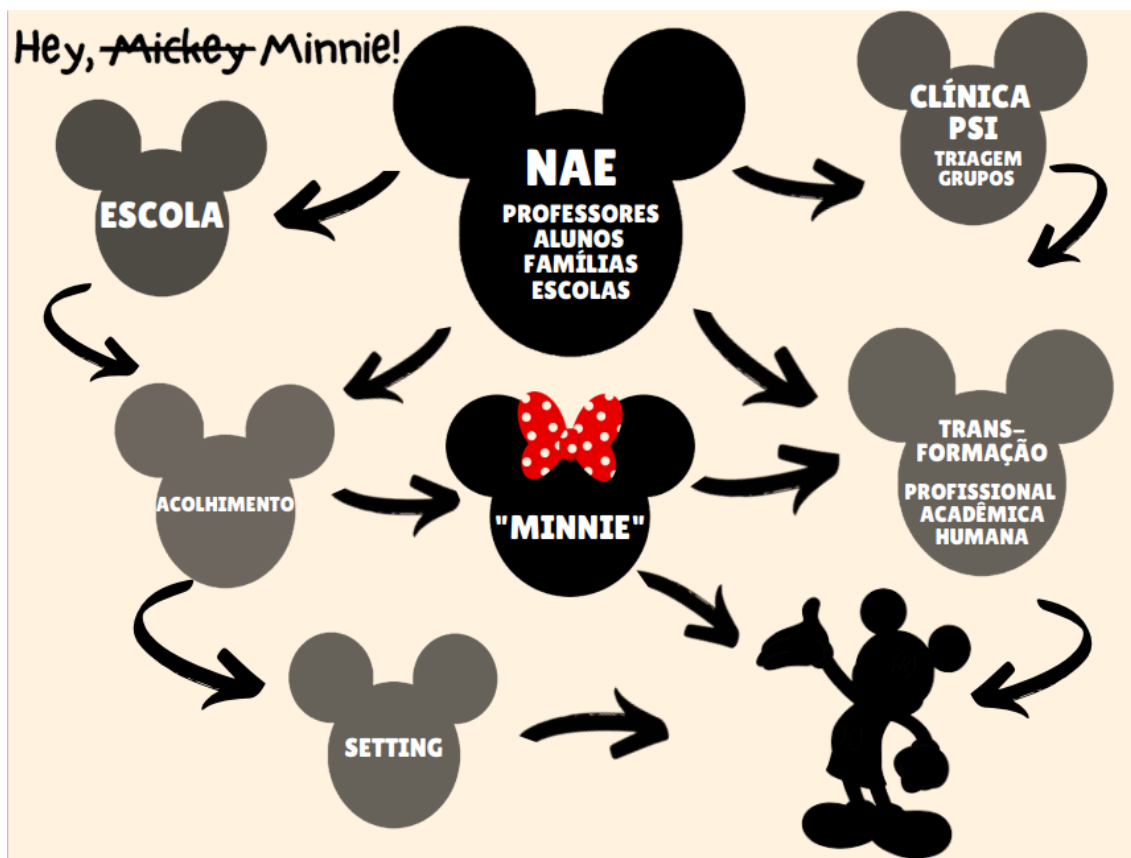 Hey, Mickey Minnie!
NAE
PROFESSORES
ALUNOS
FAMÍLIAS
ESCOLAS
CLÍNICA
PSI
TRIAGEM
GRUPOS
ESCOLA
ACOLHIMENTO
"MINNIE"
TRANS-
FORMAÇÃO
PROFISSIONAL
ACADÊMICA
HUMANA
SETTING